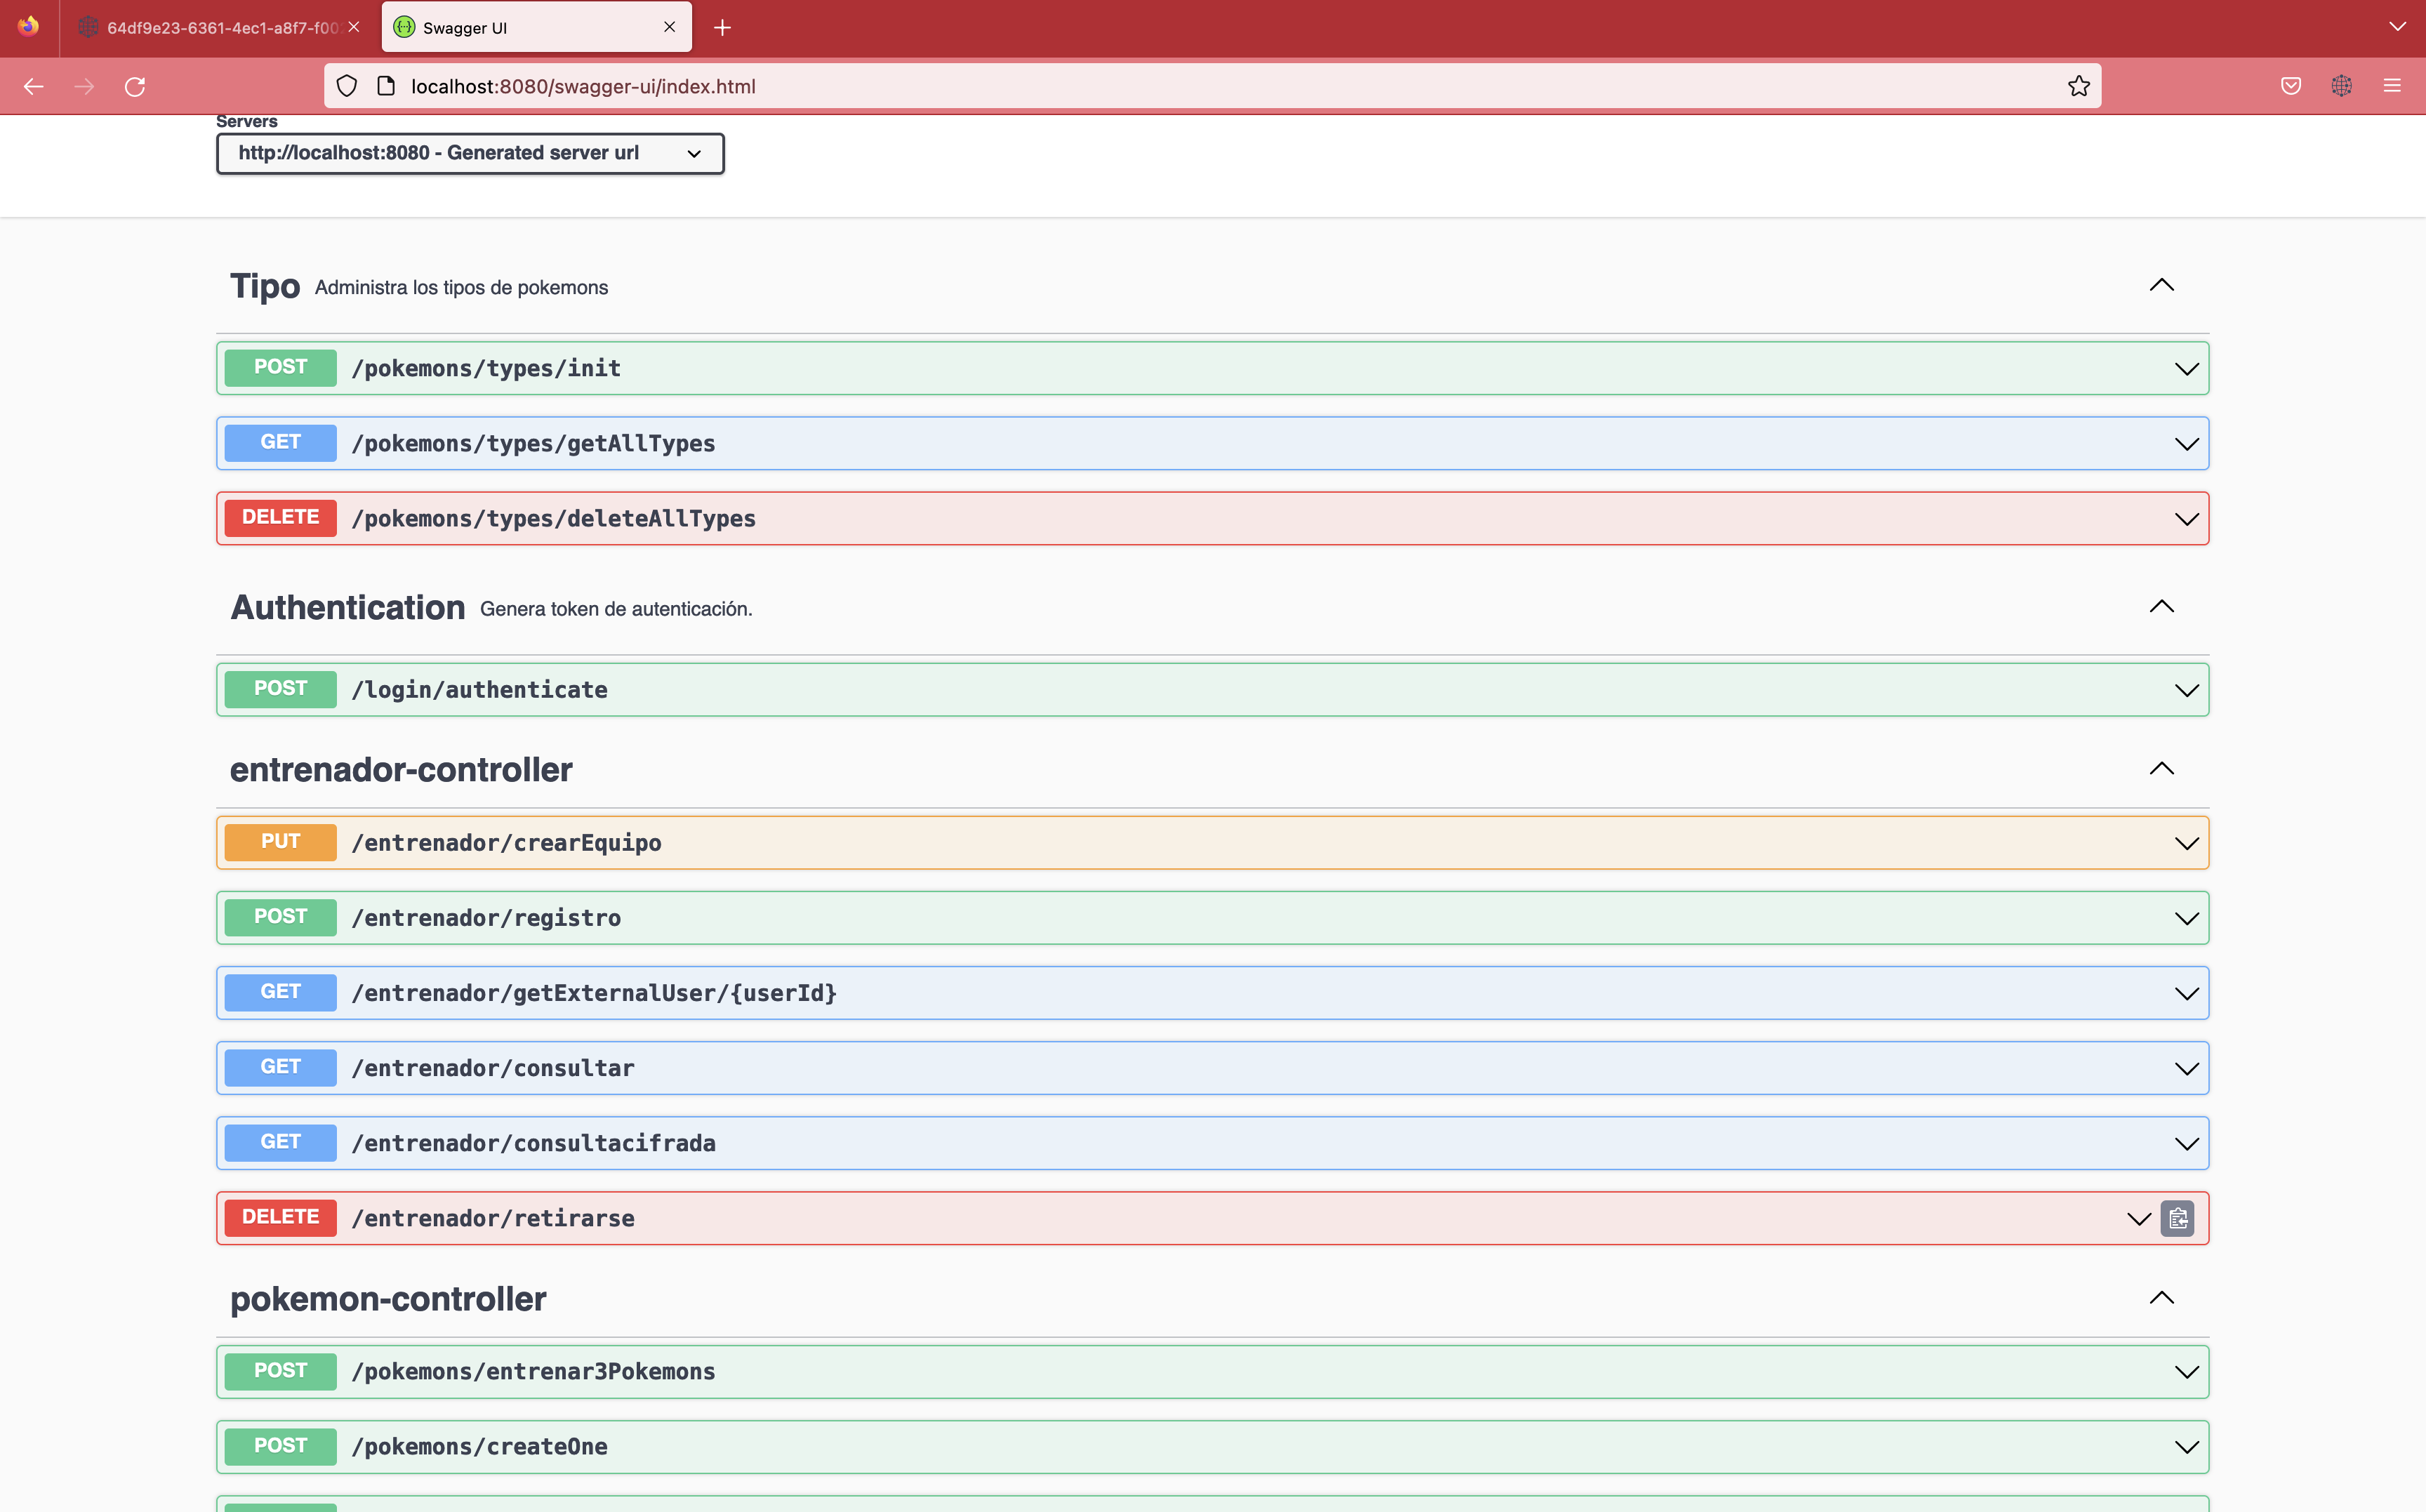 64df9e23-6361-4ec1-a8f7-f00
Swagger UI
localhost:8080/swagger-ui/index.html
Servers
http://localhost:8080 - Generated server url
Tipo Administra los tipos de pokemons
POST /pokemons/types/init
GET /pokemons/types/getAllTypes
DELETE /pokemons/types/deleteAllTypes
Authentication Genera token de autenticación.
POST /login/authenticate
entrenador-controller
PUT /entrenador/crearEquipo
POST /entrenador/registro
GET /entrenador/getExternalUser/{userId}
GET /entrenador/consultar
GET /entrenador/consultacifrada
DELETE /entrenador/retirarse
pokemon-controller
POST /pokemons/entrenar3Pokemons
POST /pokemons/createOne